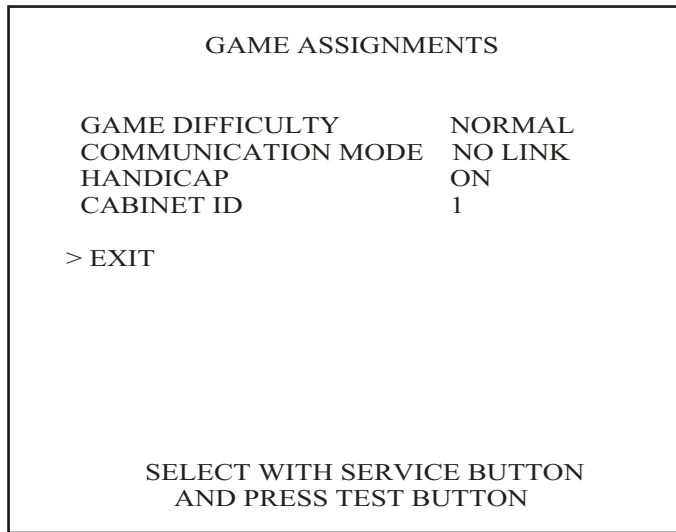 GAME ASSIGNMENTS
GAME DIFFICULTY NORMAL
COMMUNICATION MODE NO LINK
HANDICAP ON
CABINET ID 1
> EXIT
SELECT WITH SERVICE BUTTON
AND PRESS TEST BUTTON